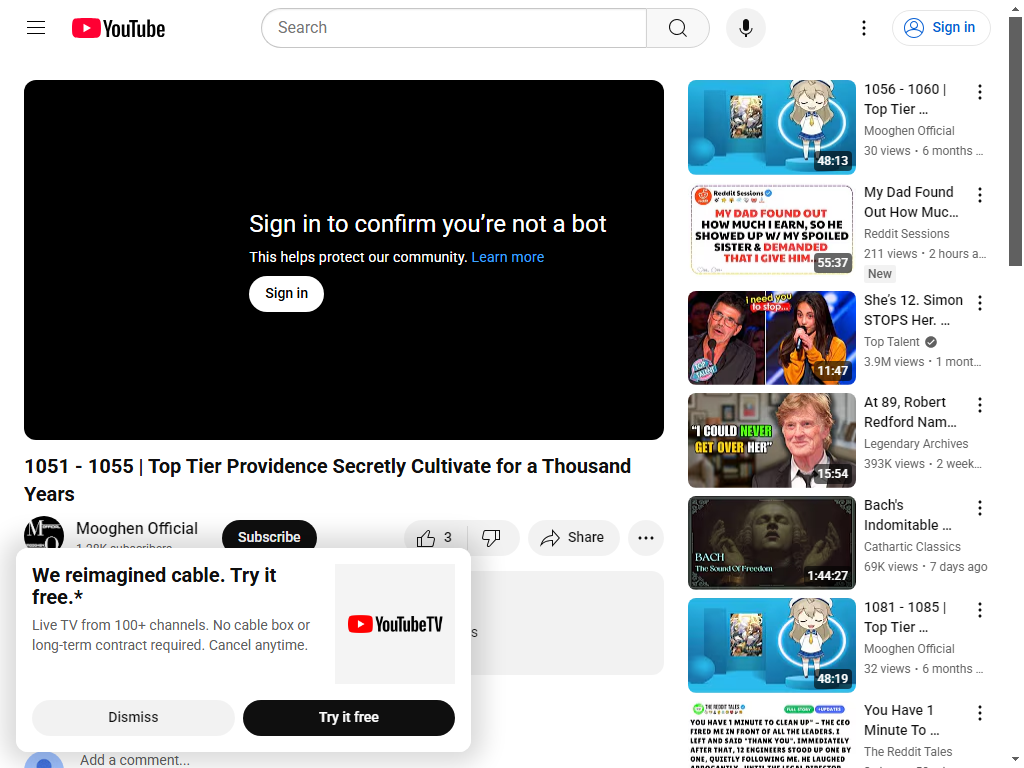 YouTube
Search
Sign in
Sign in to confirm you’re not a bot
This helps protect our community. Learn more
Sign in
1051 - 1055 | Top Tier Providence Secretly Cultivate for a Thousand
Years
Mooghen Official
Subscribe
3
Share
We reimagined cable. Try it
free.*
Live TV from 100+ channels. No cable box or
long-term contract required. Cancel anytime.
YouTubeTV
Dismiss
Try it free
Add a comment...
48:13
1056 - 1060 |
Top Tier ...
Mooghen Official
30 views • 6 months ...
Reddit Sessions
MY DAD FOUND OUT
HOW MUCH I EARN, SO HE
SHOWED UP W/ MY SPOILED
SISTER & DEMANDED
THAT I GIVE HIM...
55:37
My Dad Found
Out How Muc...
Reddit Sessions
211 views • 2 hours a...
New
i need you
to stop...
TOP
TALENT
11:47
She's 12. Simon
STOPS Her. ...
Top Talent
3.9M views • 1 mont...
"I COULD NEVER
GET OVER HER"
15:54
At 89, Robert
Redford Nam...
Legendary Archives
393K views • 2 week...
BACH
The Sound Of Freedom
1:44:27
Bach's
Indomitable ...
Cathartic Classics
69K views • 7 days ago
48:19
1081 - 1085 |
Top Tier ...
Mooghen Official
32 views • 6 months ...
THE REDDIT TALES
FULL STORY
+UPDATES
YOU HAVE 1 MINUTE TO CLEAN UP" – THE CEO
FIRED ME IN FRONT OF ALL THE LEADERS. I
LEFT AND SAID "THANK YOU". IMMEDIATELY
AFTER THAT, 12 ENGINEERS STOOD UP ONE BY
ONE, QUIETLY FOLLOWING ME. HE LAUGHED
You Have 1
Minute To ...
The Reddit Tales